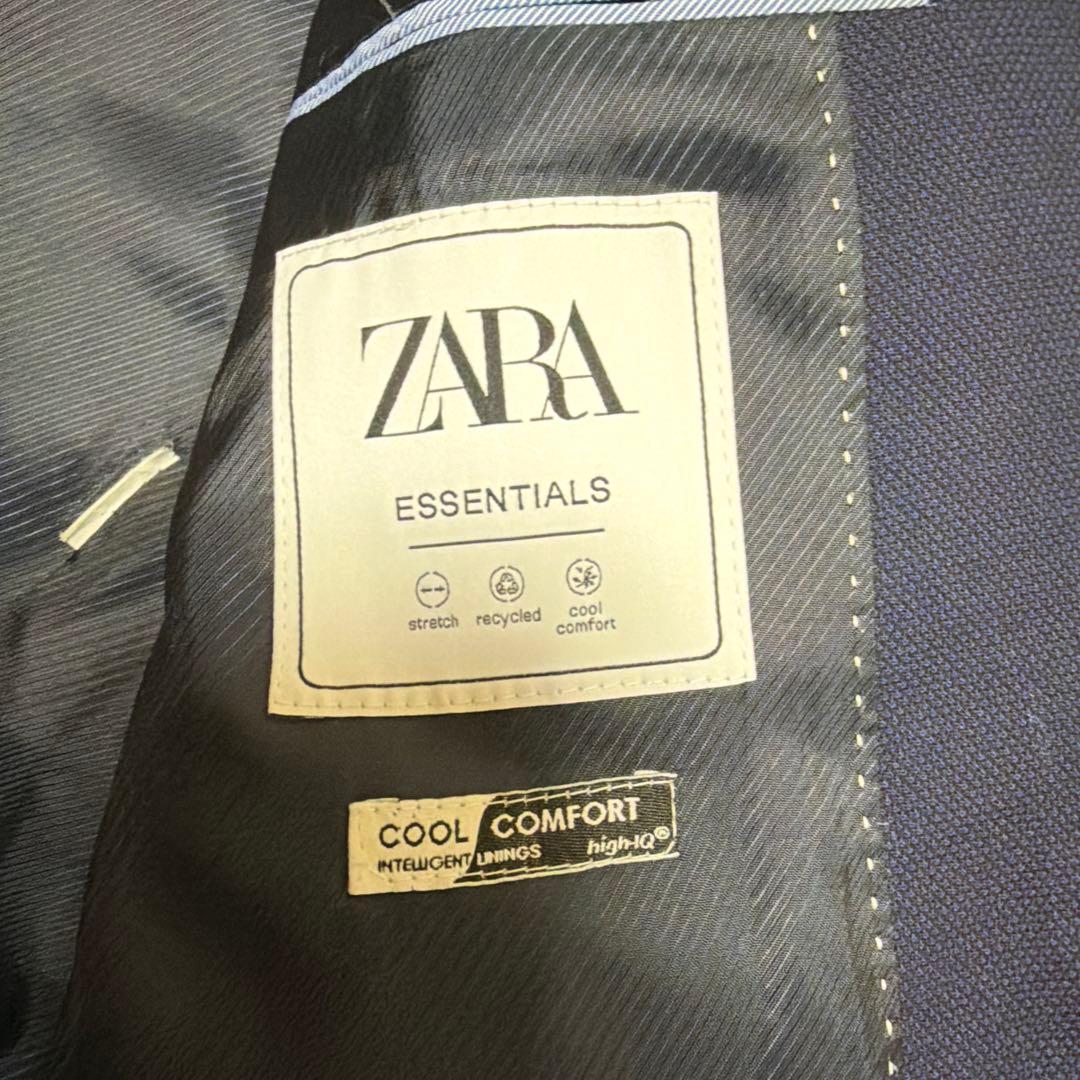 ZARA
ESSENTIALS
stretch recycled cool comfort
COOL COMFORT
INTELLIGENT LININGS high-IQ®